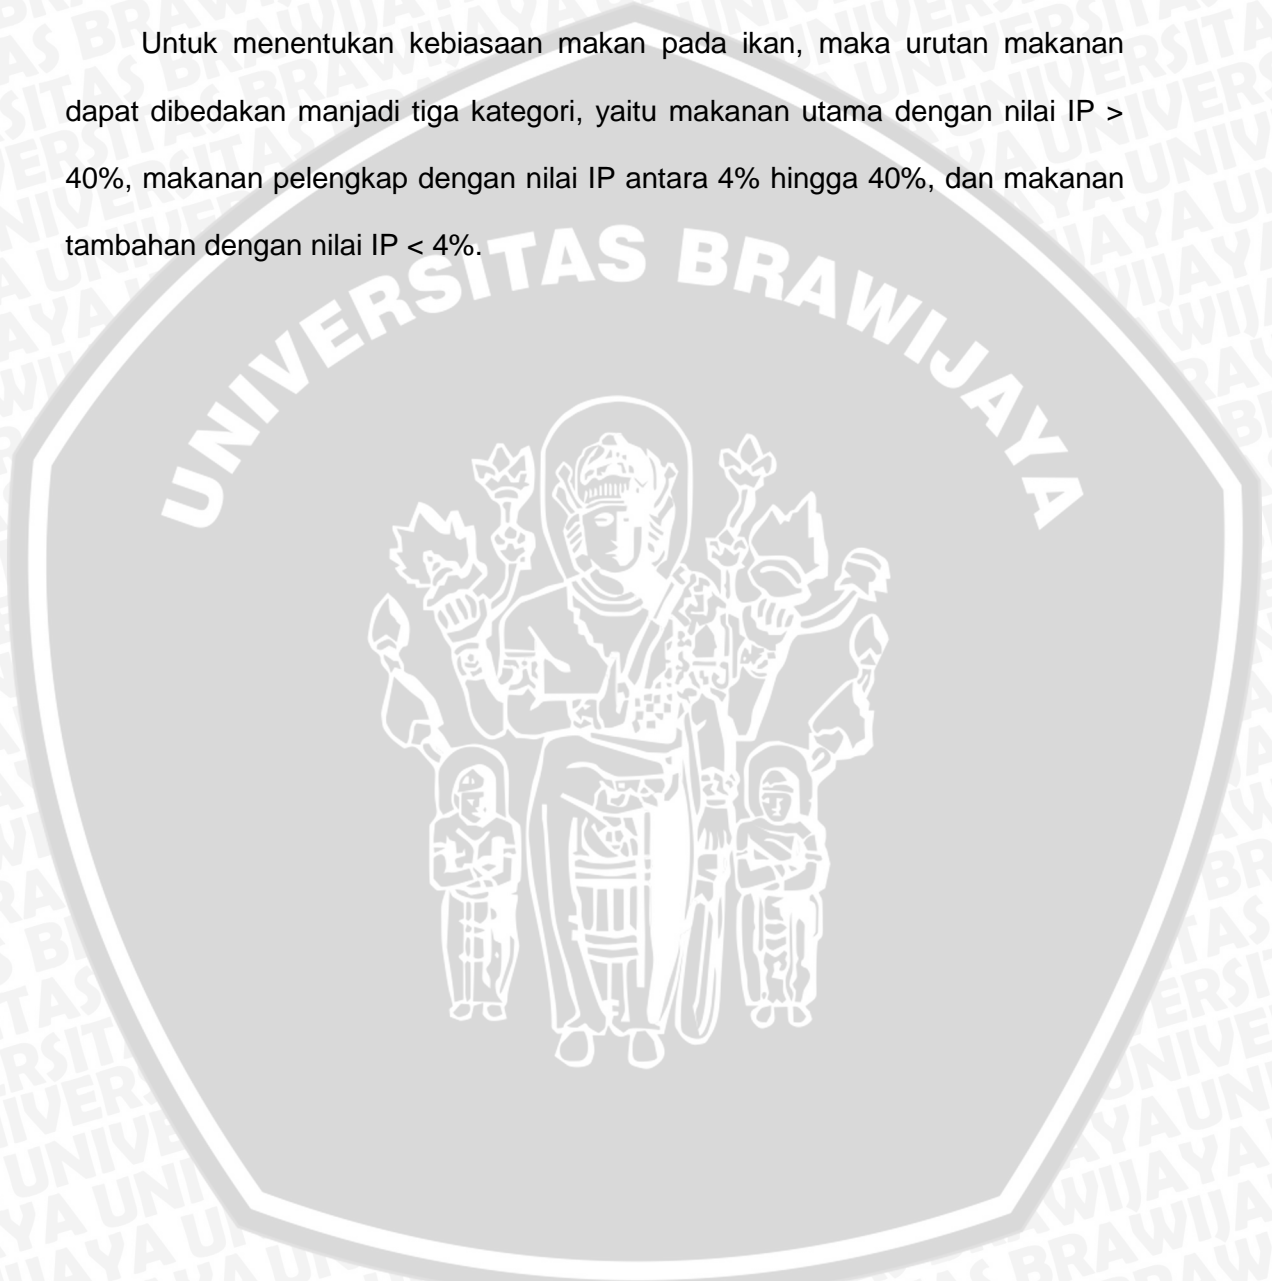 Untuk menentukan kebiasaan makan pada ikan, maka urutan makanan
dapat dibedakan manjadi tiga kategori, yaitu makanan utama dengan nilai IP >
40%, makanan pelengkap dengan nilai IP antara 4% hingga 40%, dan makanan
tambahan dengan nilai IP < 4%.
UNIVERSITAS BRAWIJAYA